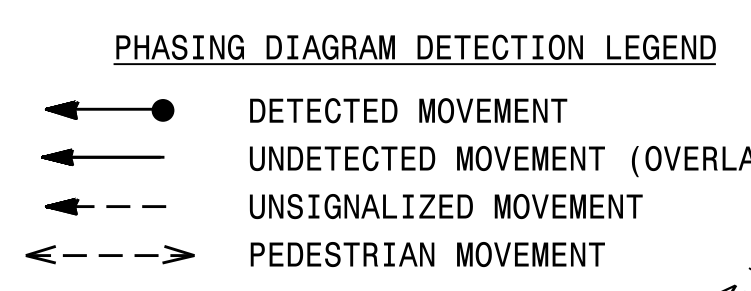 PHASING DIAGRAM DETECTION LEGEND
DETECTED MOVEMENT
UNDETECTED MOVEMENT (OVERLA
UNSIGNALIZED MOVEMENT
PEDESTRIAN MOVEMENT